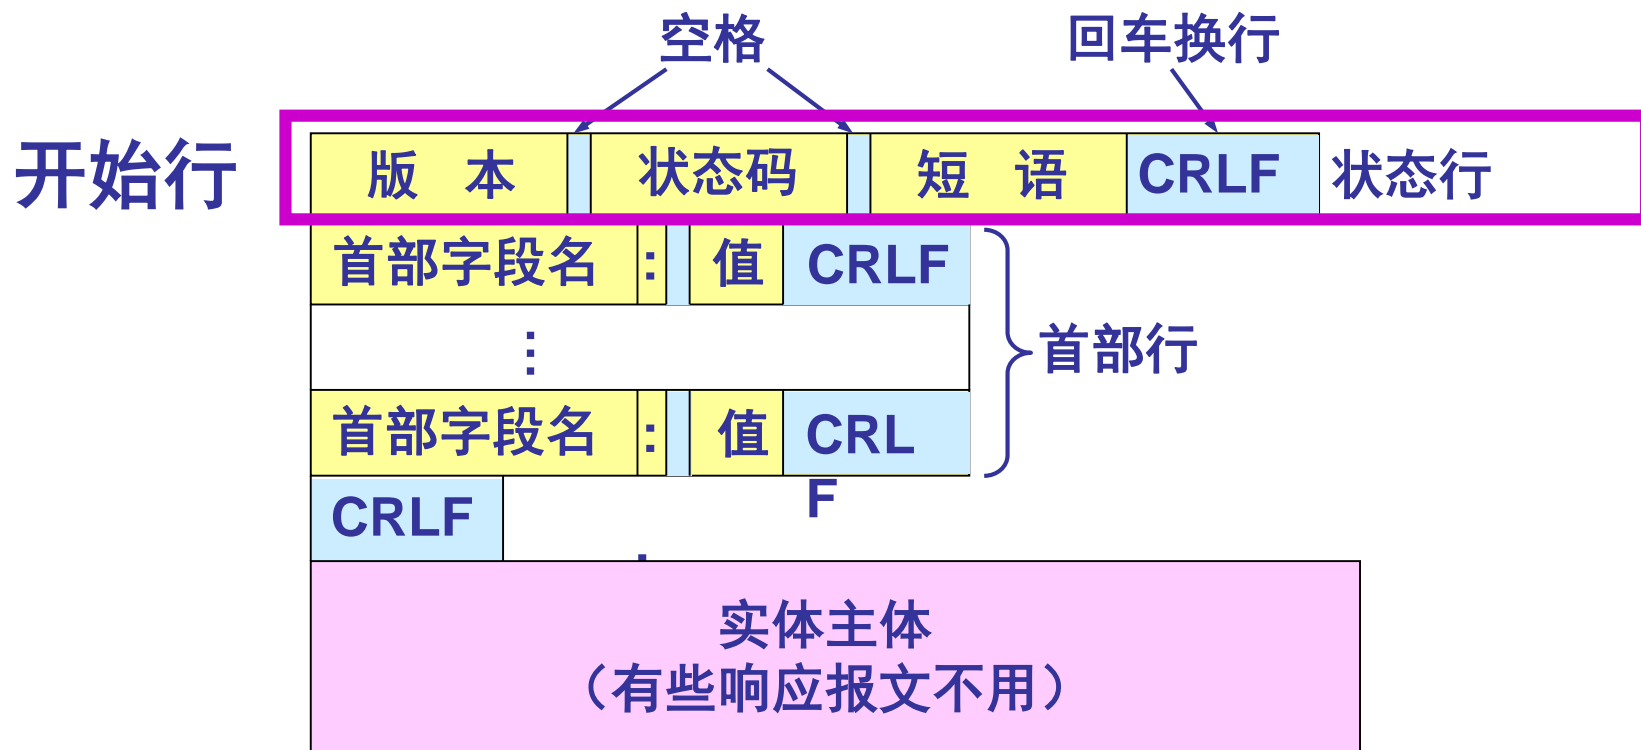 空格 回车换行
开始行 版 本 状态码 短 语 CRLF 状态行
首部字段名 : 值 CRLF
⋮ 首部行
首部字段名 : 值 CRL
F
CRLF
实体主体
（有些响应报文不用）